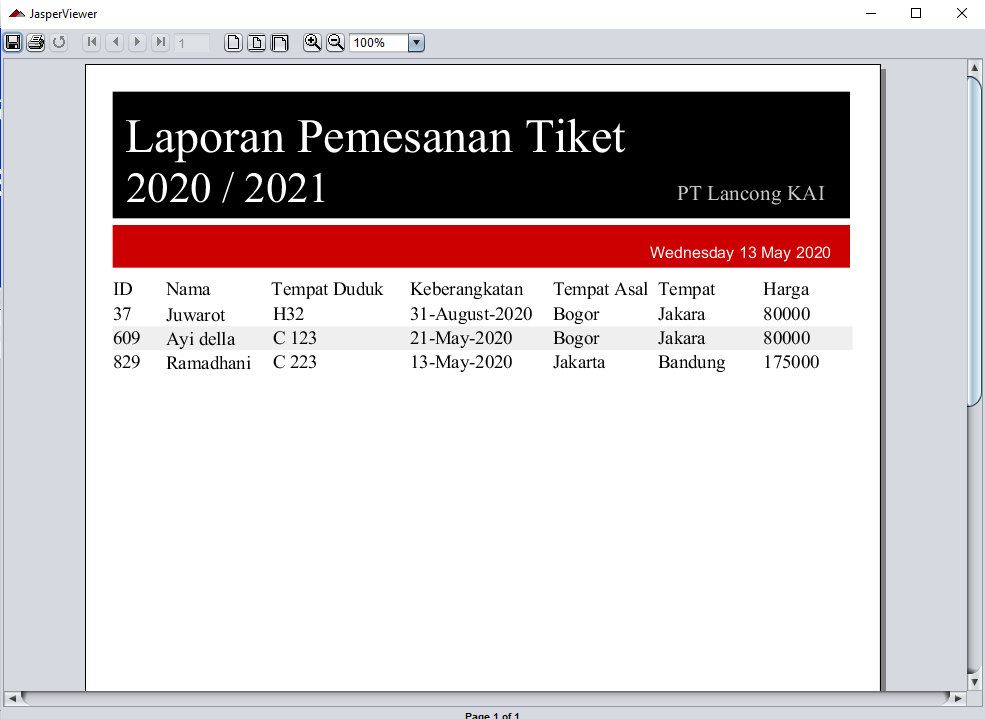 JasperViewer
1 100%
Laporan Pemesanan Tiket
2020 / 2021
PT Lancong KAI
Wednesday 13 May 2020
ID Nama Tempat Duduk Keberangkatan Tempat Asal Tempat Harga
37 Juwarot H32 31-August-2020 Bogor Jakara 80000
609 Ayi della C 123 21-May-2020 Bogor Jakara 80000
829 Ramadhani C 223 13-May-2020 Jakarta Bandung 175000
Page 1 of 1